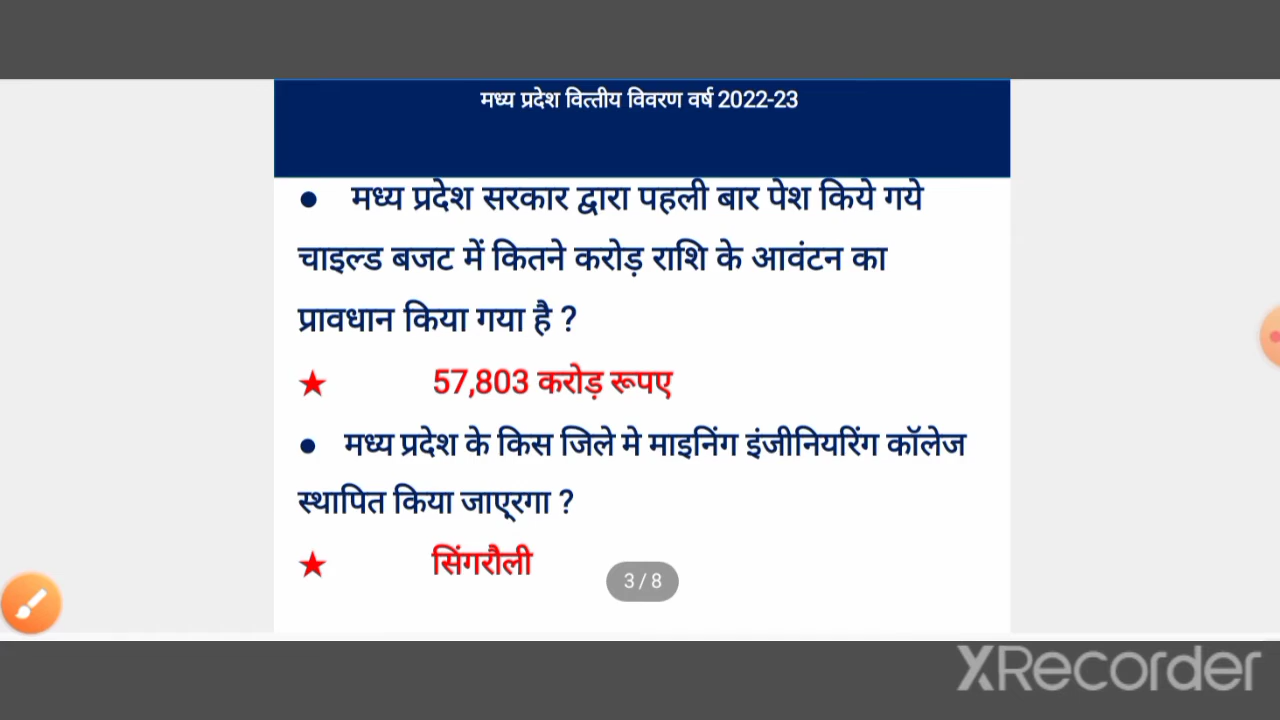 मध्य प्रदेश वित्तीय विवरण वर्ष 2022-23
● मध्य प्रदेश सरकार द्वारा पहली बार पेश किये गये
चाइल्ड बजट में कितने करोड़ राशि के आवंटन का
प्रावधान किया गया है ?
★ 57,803 करोड़ रूपए
● मध्य प्रदेश के किस जिले मे माइनिंग इंजीनियरिंग कॉलेज
स्थापित किया जाए्रगा ?
★ सिंगरौली
3 / 8
XRecorder